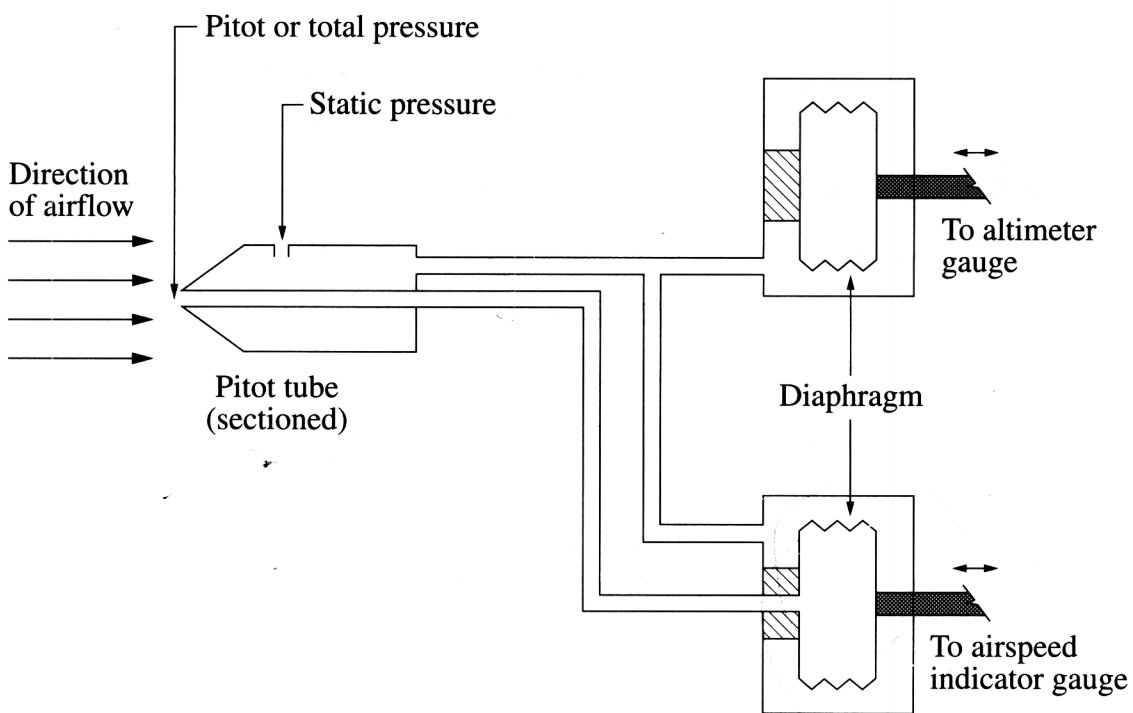 Pitot or total pressure
Static pressure
Direction
of airflow
To altimeter
gauge
Pitot tube
(sectioned)
Diaphragm
To airspeed
indicator gauge